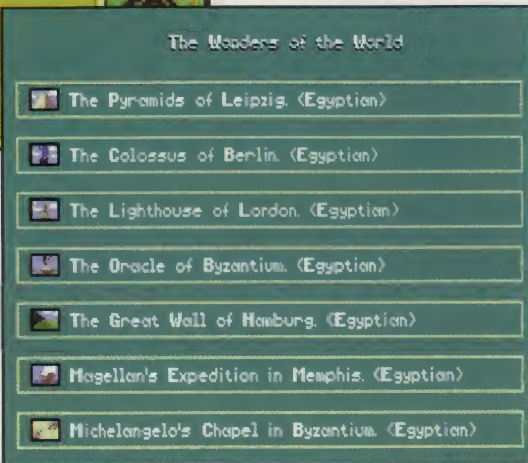 The Wonders of the World
The Pyramids of Leipzig. (Egyptian)
The Colossus of Berlin. (Egyptian)
The Lighthouse of London. (Egyptian)
The Oracle of Byzantium. (Egyptian)
The Great Wall of Hamburg. (Egyptian)
Magellan's Expedition in Memphis. (Egyptian)
Michelangelo's Chapel in Byzantium. (Egyptian)